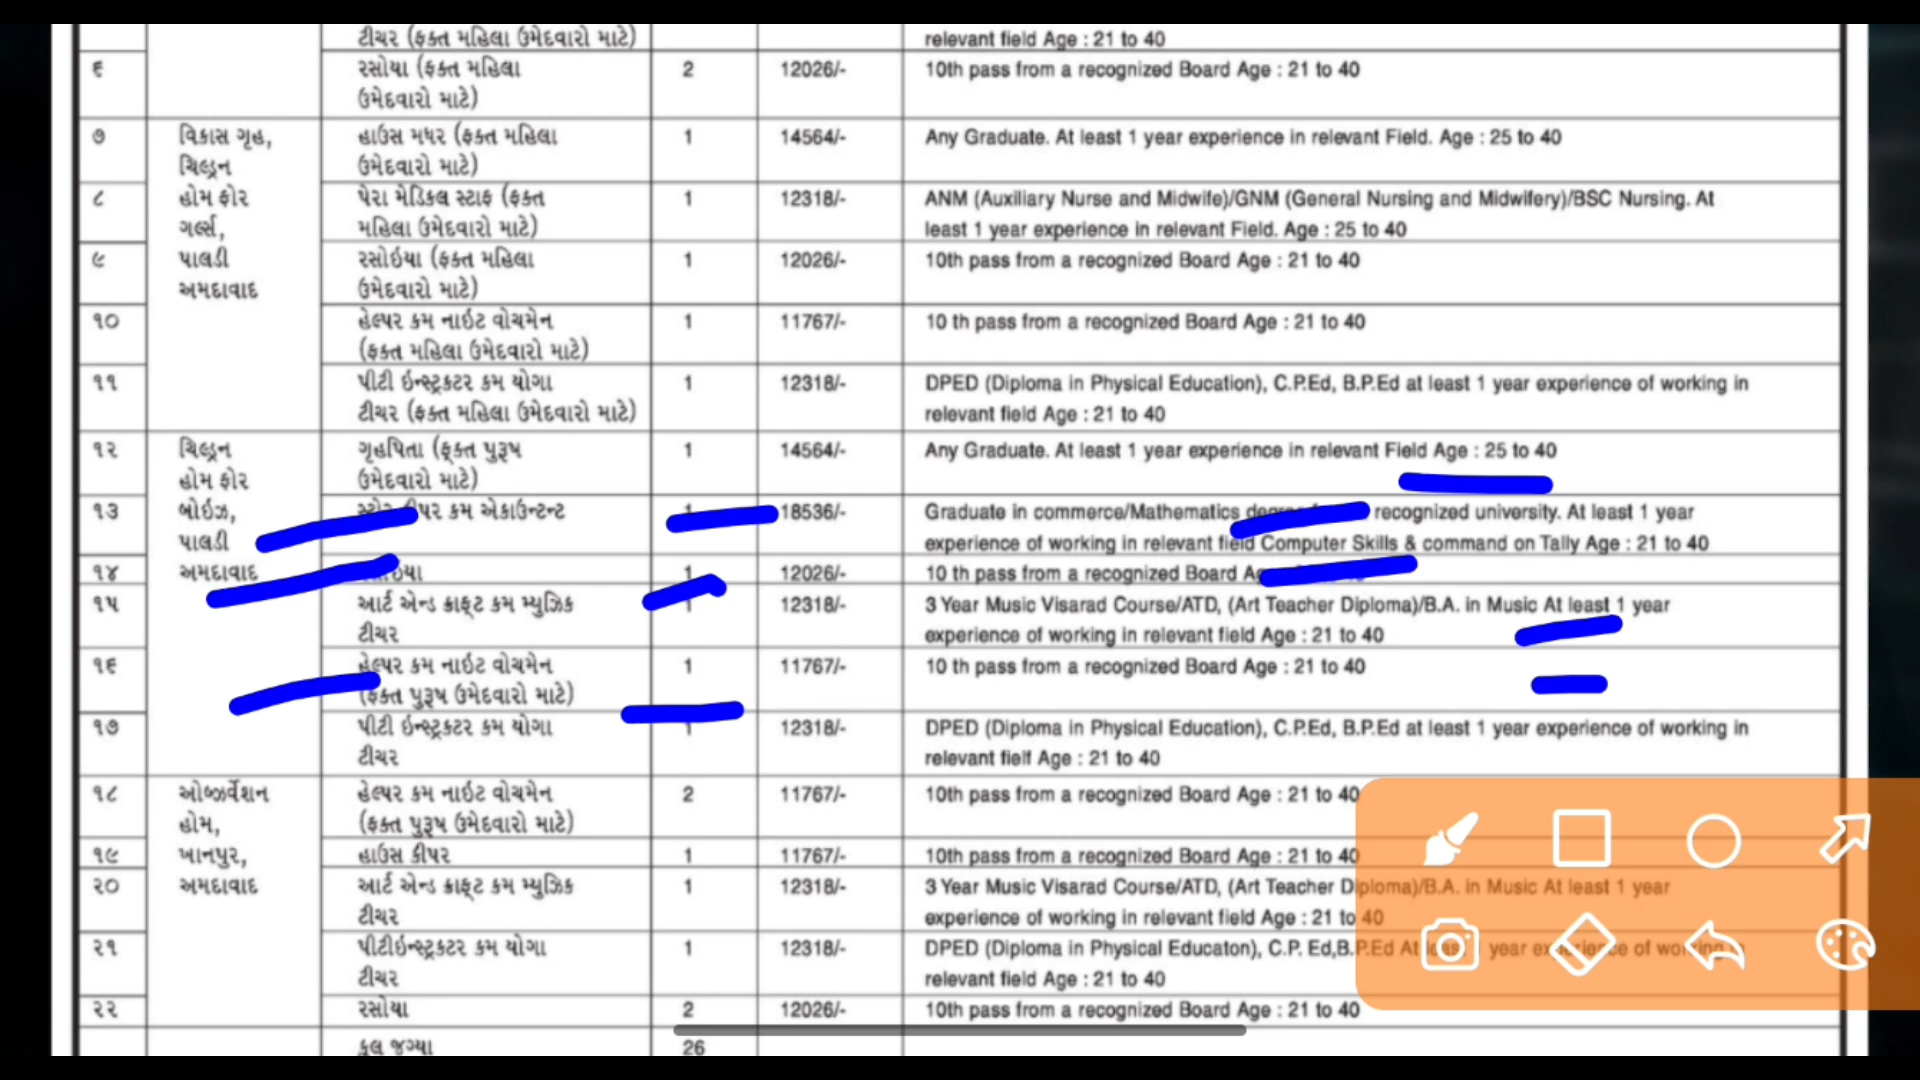 ટીચર (ફક્ત મહિલા ઉમેદવારો માટે)
relevant field Age : 21 to 40
૬
રસોયા (ફક્ત મહિલા
ઉમેદવારો માટે)
2
12026/-
10th pass from a recognized Board Age : 21 to 40
૭
વિકાસ ગૃહ,
ચિલ્ડ્રન
હાઉસ મધર (ફક્ત મહિલા
ઉમેદવારો માટે)
1
14564/-
Any Graduate. At least 1 year experience in relevant Field. Age : 25 to 40
૮
હોમ ફોર
ગર્લ્સ,
પેરા મેડિકલ સ્ટાફ (ફક્ત
મહિલા ઉમેદવારો માટે)
1
12318/-
ANM (Auxiliary Nurse and Midwife)/GNM (General Nursing and Midwifery)/BSC Nursing. At
least 1 year experience in relevant Field. Age : 25 to 40
૯
પાલડી
અમદાવાદ
રસોઇયા (ફક્ત મહિલા
ઉમેદવારો માટે)
1
12026/-
10th pass from a recognized Board Age : 21 to 40
૧૦
હેલ્પર કમ નાઇટ વોચમેન
(ફક્ત મહિલા ઉમેદવારો માટે)
1
11767/-
10 th pass from a recognized Board Age : 21 to 40
૧૧
પીટી ઇન્સ્ટ્રક્ટર કમ યોગા
ટીચર (ફક્ત મહિલા ઉમેદવારો માટે)
1
12318/-
DPED (Diploma in Physical Education), C.P.Ed, B.P.Ed at least 1 year experience of working in
relevant field Age : 21 to 40
૧૨
ચિલ્ડ્રન
હોમ ફોર
ગૃહપિતા (ફ્ક્ત પુરૂષ
ઉમેદવારો માટે)
1
14564/-
Any Graduate. At least 1 year experience in relevant Field Age : 25 to 40
૧૩
બોઇઝ,
પાલડી
કમ એકાઉન્ટન્ટ
18536/-
Graduate in commerce/Mathematics recognized university. At least 1 year
experience of working in relevant field Computer Skills & command on Tally Age : 21 to 40
૧૪
અમદાવાદ
1
12026/-
10 th pass from a recognized Board
૧૫
આર્ટ એન્ડ ક્રાફ્ટ કમ મ્યુઝિક
ટીચર
12318/-
3 Year Music Visarad Course/ATD, (Art Teacher Diploma)/B.A. in Music At least 1 year
experience of working in relevant field Age : 21 to 40
૧૬
હેલ્પર કમ નાઇટ વોચમેન
(ફક્ત પુરૂષ ઉમેદવારો માટે)
1
11767/-
10 th pass from a recognized Board Age : 21 to 40
૧૭
પીટી ઇન્સ્ટ્રક્ટર કમ યોગા
ટીચર
1
12318/-
DPED (Diploma in Physical Education), C.P.Ed, B.P.Ed at least 1 year experience of working in
relevant fielf Age : 21 to 40
૧૮
ઓબ્ઝર્વેશન
હોમ,
હેલ્પર કમ નાઇટ વોચમેન
(ફક્ત પુરૂષ ઉમેદવારો માટે)
2
11767/-
10th pass from a recognized Board Age : 21 to 40
૧૯
ખાનપુર,
હાઉસ કીપર
1
11767/-
10th pass from a recognized Board Age : 21 to 40
૨૦
અમદાવાદ
આર્ટ એન્ડ ક્રાફ્ટ કમ મ્યુઝિક
ટીચર
1
12318/-
3 Year Music Visarad Course/ATD, (Art Teacher Diploma)/B.A. in Music At least 1 year
experience of working in relevant field Age : 21 to 40
૨૧
પીટીઇન્સ્ટ્રક્ટર કમ યોગા
ટીચર
1
12318/-
DPED (Diploma in Physical Educaton), C.P. Ed,B.P.Ed At least 1 year experience of working in
relevant field Age : 21 to 40
૨૨
રસોયા
2
12026/-
10th pass from a recognized Board Age : 21 to 40
કુલ જગ્યા
26